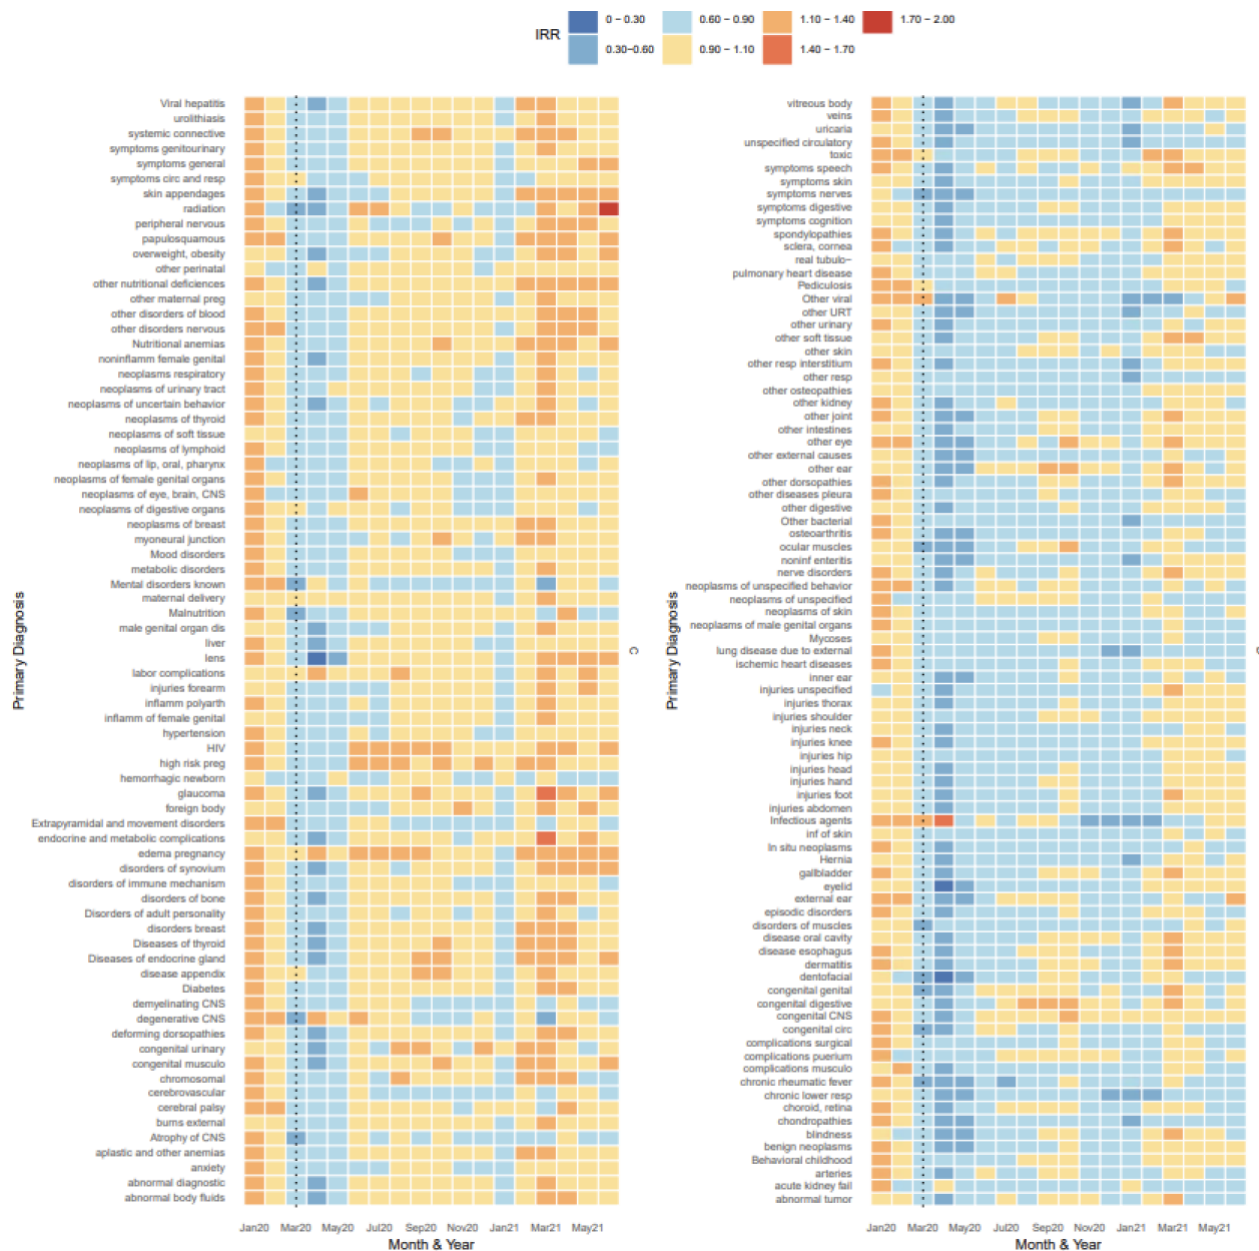 IRR
0 – 0.30
0.60 – 0.90
1.10 – 1.40
1.70 – 2.00
0.30–0.60
0.90 – 1.10
1.40 – 1.70
Primary Diagnosis
Viral hepatitis
urolithiasis
systemic connective
symptoms genitourinary
symptoms general
symptoms circ and resp
skin appendages
radiation
peripheral nervous
papulosquamous
overweight, obesity
other perinatal
other nutritional deficiences
other maternal preg
other disorders of blood
other disorders nervous
Nutritional anemias
noninflamm female genital
neoplasms respiratory
neoplasms of urinary tract
neoplasms of uncertain behavior
neoplasms of thyroid
neoplasms of soft tissue
neoplasms of lymphoid
neoplasms of lip, oral, pharynx
neoplasms of female genital organs
neoplasms of eye, brain, CNS
neoplasms of digestive organs
neoplasms of breast
myoneural junction
Mood disorders
metabolic disorders
Mental disorders known
maternal delivery
Malnutrition
male genital organ dis
liver
lens
labor complications
injuries forearm
inflamm polyarth
inflamm of female genital
hypertension
HIV
high risk preg
hemorrhagic newborn
glaucoma
foreign body
Extrapyramidal and movement disorders
endocrine and metabolic complications
edema pregnancy
disorders of synovium
disorders of immune mechanism
disorders of bone
Disorders of adult personality
disorders breast
Diseases of thyroid
Diseases of endocrine gland
disease appendix
Diabetes
demyelinating CNS
degenerative CNS
deforming dorsopathies
congenital urinary
congenital musculo
chromosomal
cerebrovascular
cerebral palsy
burns external
Atrophy of CNS
aplastic and other anemias
anxiety
abnormal diagnostic
abnormal body fluids
Jan20 Mar20 May20 Jul20 Sep20 Nov20 Jan21 Mar21 May21
Month & Year
C
Primary Diagnosis
vitreous body
veins
uricaria
unspecified circulatory
toxic
symptoms speech
symptoms skin
symptoms nerves
symptoms digestive
symptoms cognition
spondylopathies
sclera, cornea
real tubulo–
pulmonary heart disease
Pediculosis
Other viral
other URT
other urinary
other soft tissue
other skin
other resp interstitium
other resp
other osteopathies
other kidney
other joint
other intestines
other eye
other external causes
other ear
other dorsopathies
other diseases pleura
other digestive
Other bacterial
osteoarthritis
ocular muscles
noninf enteritis
nerve disorders
neoplasms of unspecified behavior
neoplasms of unspecified
neoplasms of skin
neoplasms of male genital organs
Mycoses
lung disease due to external
ischemic heart diseases
inner ear
injuries unspecified
injuries thorax
injuries shoulder
injuries neck
injuries knee
injuries hip
injuries head
injuries hand
injuries foot
injuries abdomen
Infectious agents
inf of skin
In situ neoplasms
Hernia
gallbladder
eyelid
external ear
episodic disorders
disorders of muscles
disease oral cavity
disease esophagus
dermatitis
dentofacial
congenital genital
congenital digestive
congenital CNS
congenital circ
complications surgical
complications puerium
complications musculo
chronic rheumatic fever
chronic lower resp
choroid, retina
chondropathies
blindness
benign neoplasms
Behavioral childhood
arteries
acute kidney fail
abnormal tumor
Jan20 Mar20 May20 Jul20 Sep20 Nov20 Jan21 Mar21 May21
Month & Year